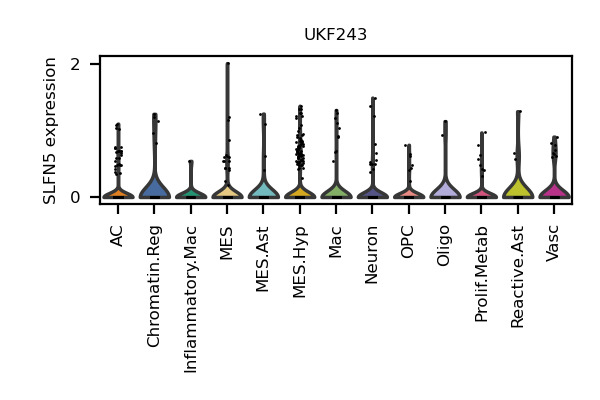 UKF243
SLFN5 expression
2
0
AC
Chromatin.Reg
Inflammatory.Mac
MES
MES.Ast
MES.Hyp
Mac
Neuron
OPC
Oligo
Prolif.Metab
Reactive.Ast
Vasc